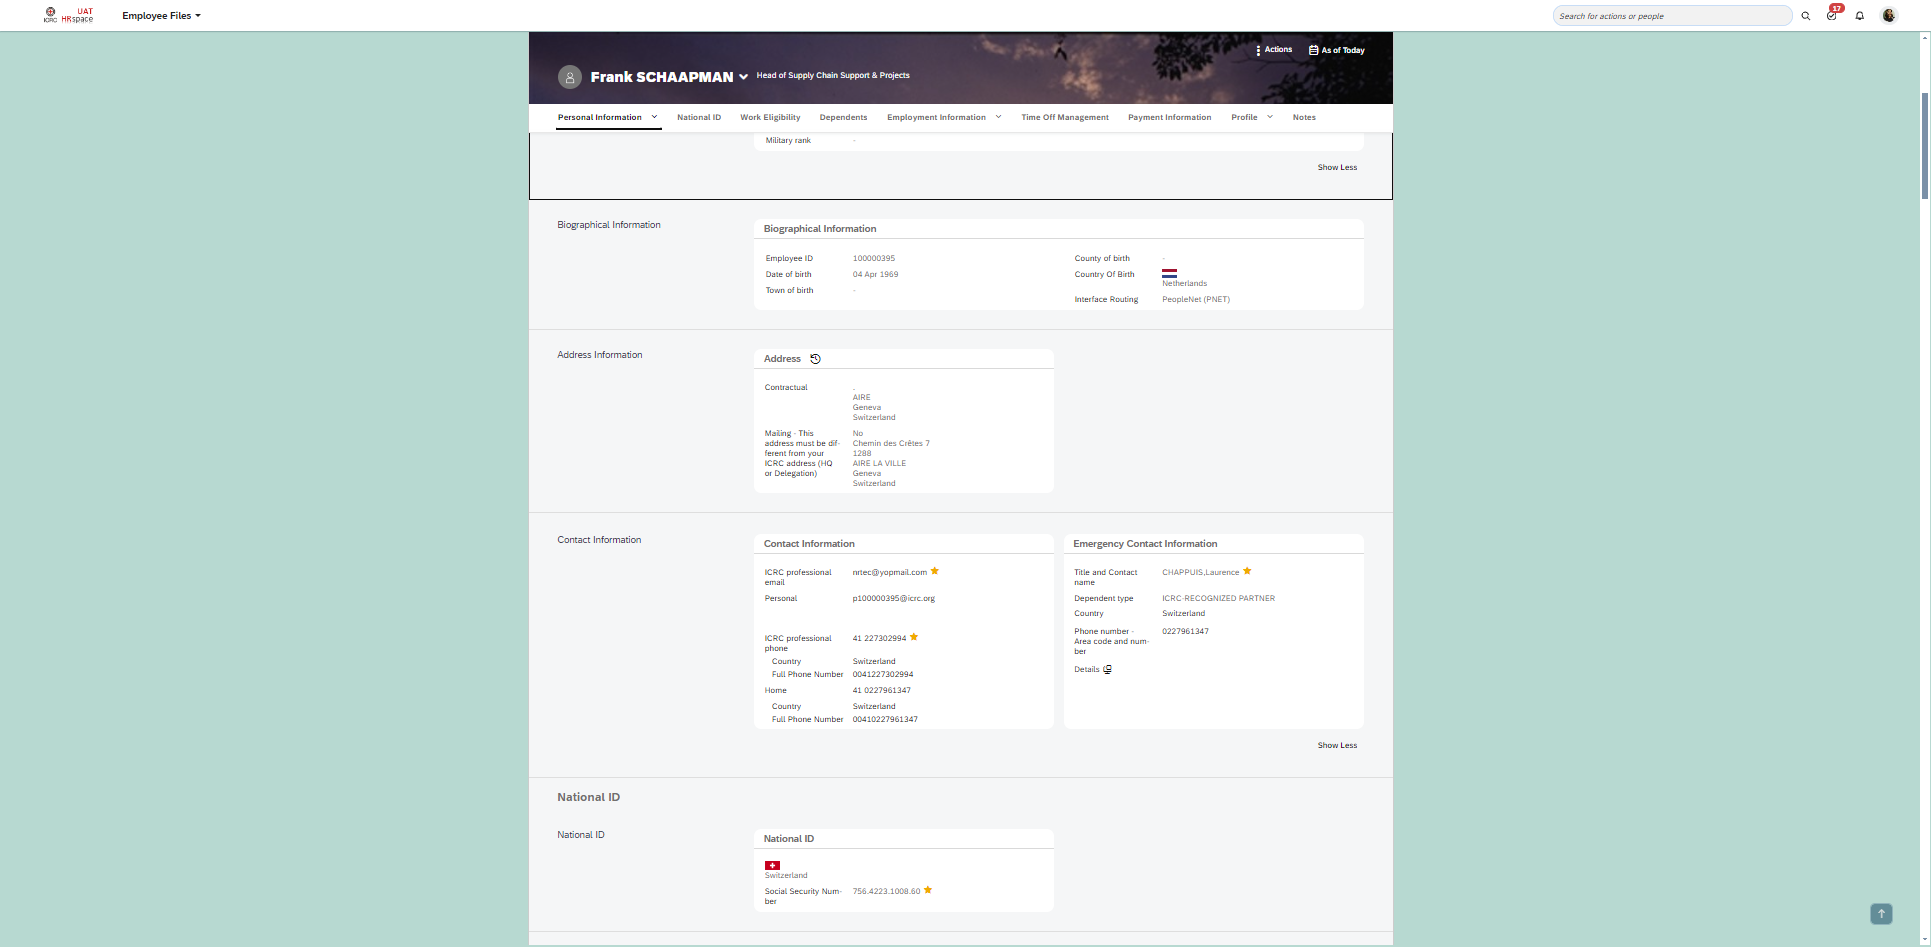 ICRC UAT HRspace
Employee Files
Search for actions or people
17
Actions
As of Today
Frank SCHAAPMAN
Head of Supply Chain Support & Projects
Personal Information
National ID
Work Eligibility
Dependents
Employment Information
Time Off Management
Payment Information
Profile
Notes
Military rank -
Show Less
Biographical Information
Biographical Information
Employee ID 100000395
Date of birth 04 Apr 1969
Town of birth -
County of birth -
Country Of Birth
Netherlands
Interface Routing PeopleNet (PNET)
Address Information
Address
Contractual .
AIRE
Geneva
Switzerland
Mailing - This No
address must be dif- Chemin des Crêtes 7
ferent from your 1288
ICRC address (HQ AIRE LA VILLE
or Delegation) Geneva
Switzerland
Contact Information
Contact Information
ICRC professional nrtec@yopmail.com
email
Personal p100000395@icrc.org
ICRC professional 41 227302994
phone
Country Switzerland
Full Phone Number 0041227302994
Home 41 0227961347
Country Switzerland
Full Phone Number 00410227961347
Emergency Contact Information
Title and Contact CHAPPUIS,Laurence
name
Dependent type ICRC-RECOGNIZED PARTNER
Country Switzerland
Phone number - 0227961347
Area code and num-
ber
Details
Show Less
National ID
National ID
National ID
Switzerland
Social Security Num- 756.4223.1008.60
ber